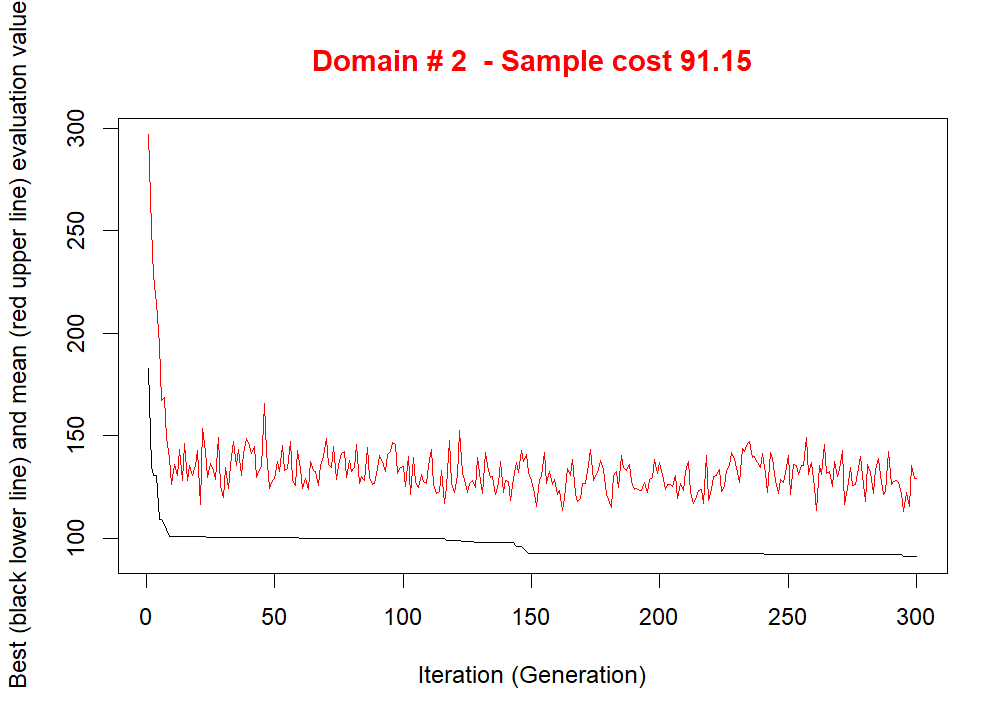 Domain # 2  - Sample cost 91.15
Best (black lower line) and mean (red upper line) evaluation value
300
250
200
150
100
0 50 100 150 200 250 300
Iteration (Generation)